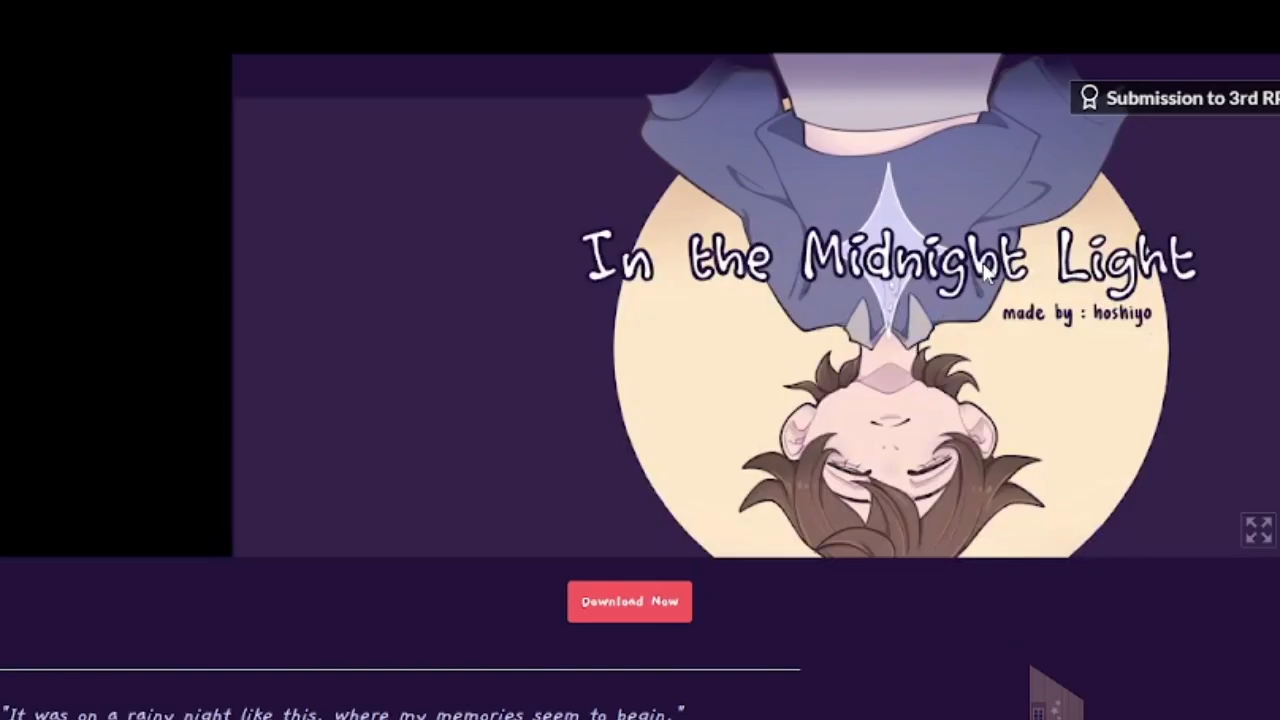 Submission to 3rd RP
In the Midnight Light
made by : hoshiyo
Download Now
"It was on a rainy night like this, where my memories seem to begin."